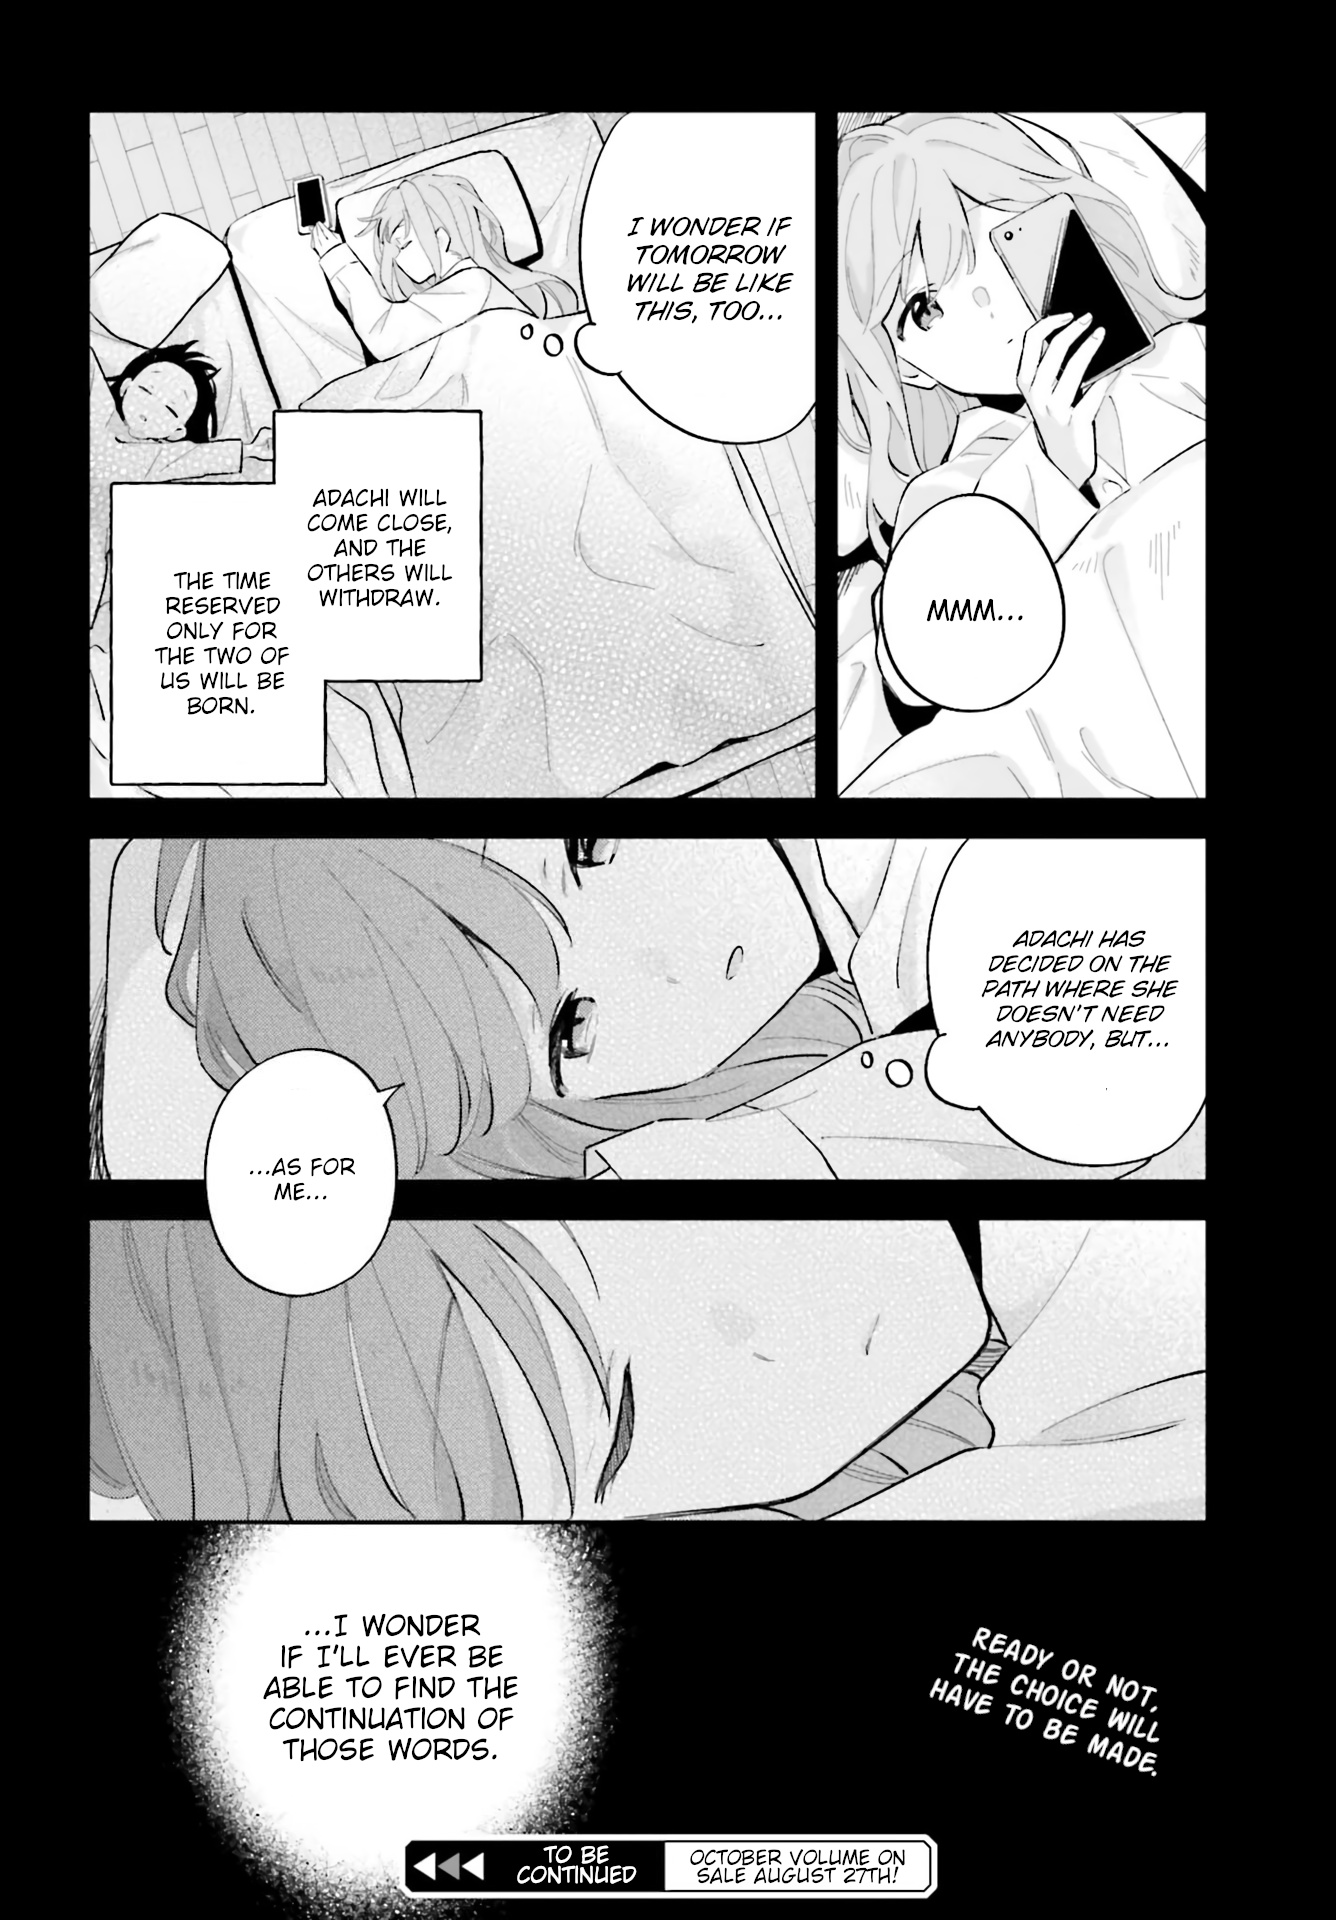 MMM...
I WONDER IF
TOMORROW
WILL BE LIKE
THIS, TOO...
ADACHI WILL
COME CLOSE,
AND THE
OTHERS WILL
WITHDRAW.
THE TIME
RESERVED
ONLY FOR
THE TWO OF
US WILL BE
BORN.
ADACHI HAS
DECIDED ON THE
PATH WHERE SHE
DOESN'T NEED
ANYBODY, BUT...
...AS FOR
ME...
...I WONDER
IF I'LL EVER BE
ABLE TO FIND THE
CONTINUATION OF
THOSE WORDS.
READY OR NOT,
THE CHOICE WILL
HAVE TO BE MADE.
TO BE
CONTINUED
OCTOBER VOLUME ON
SALE AUGUST 27TH!